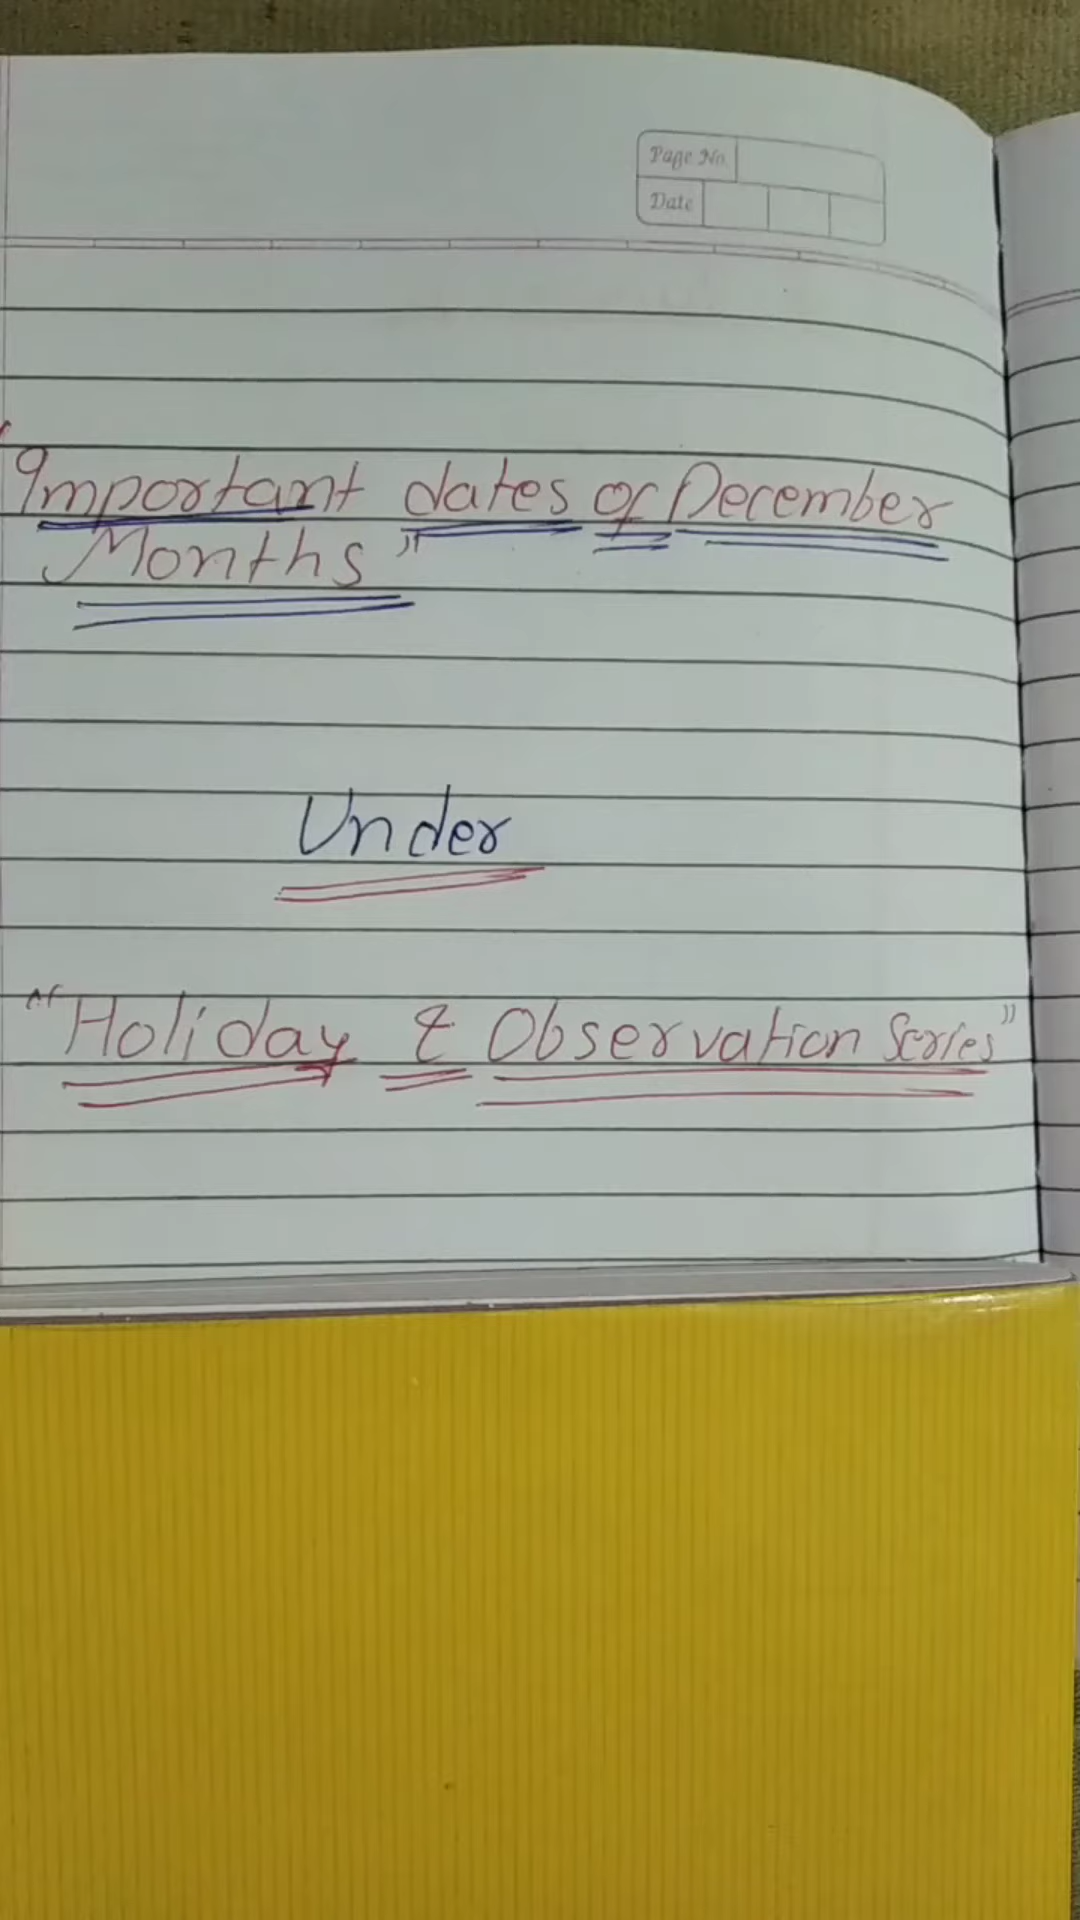 Page No.
Date
"Important dates of December
Months"
Under
"Holiday & Observation Series"